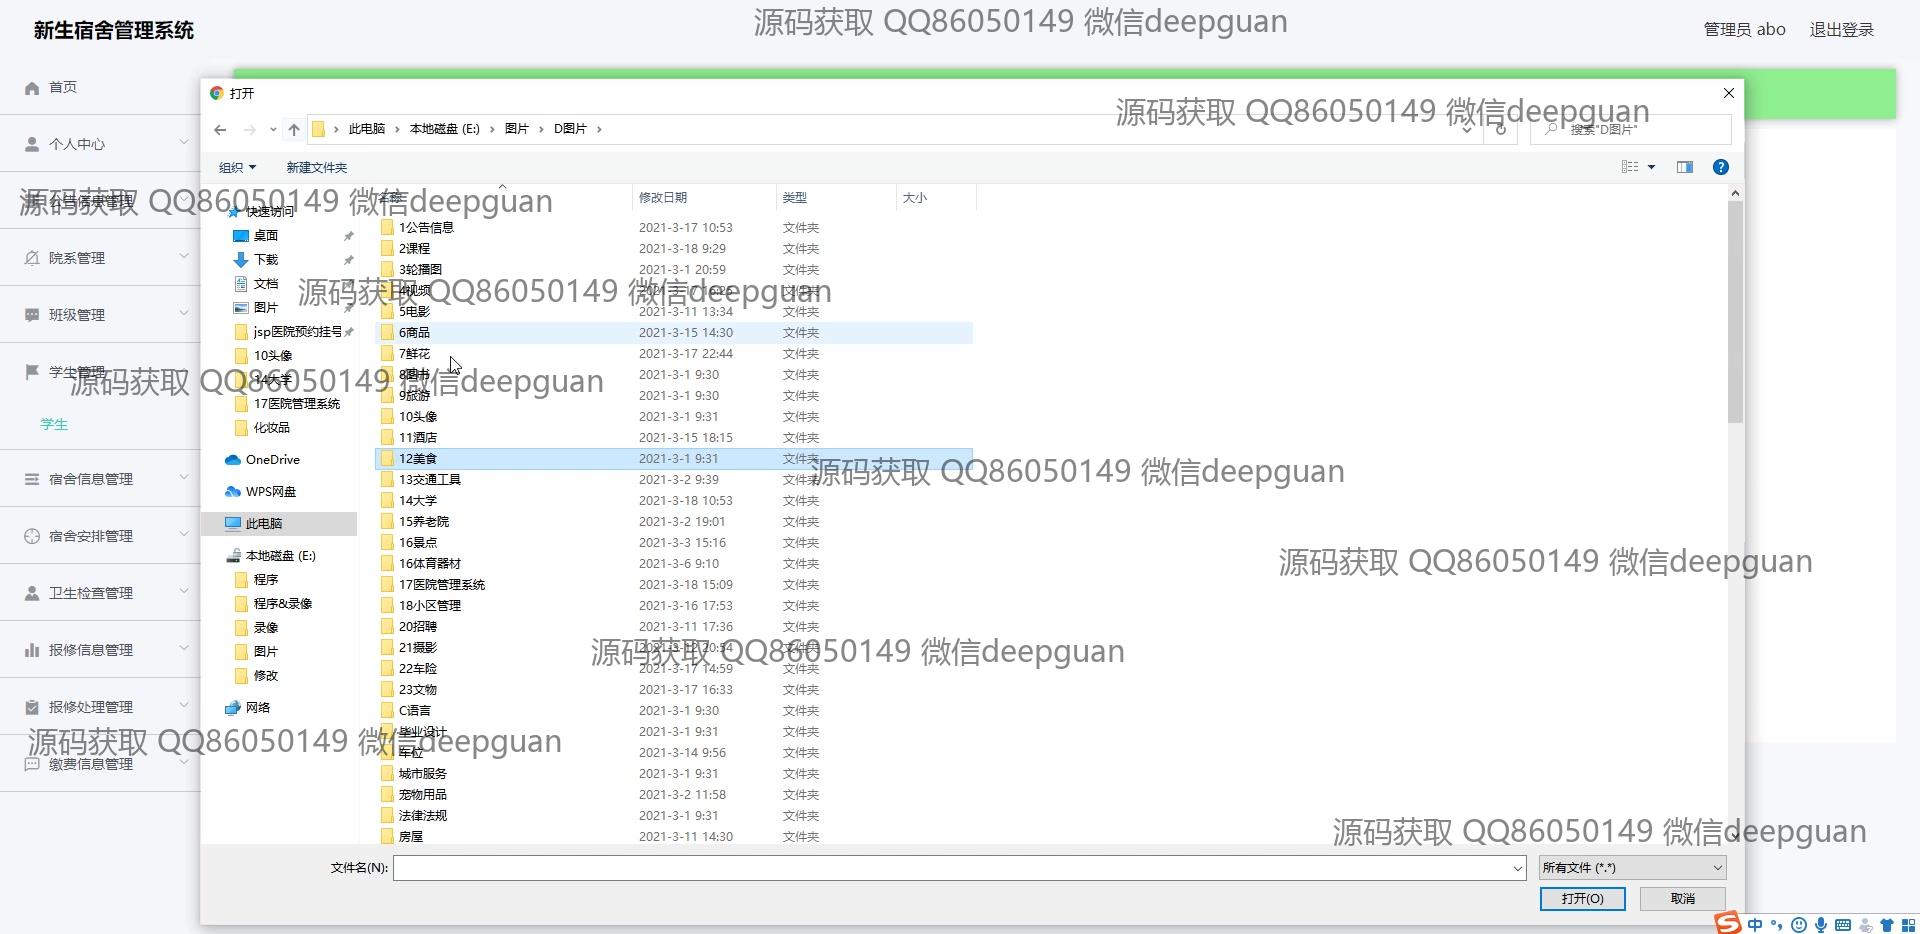 新生宿舍管理系统
源码获取 QQ86050149 微信deepguan
管理员 abo 退出登录
首页
个人中心
公告信息管理
院系管理
班级管理
学生管理
学生
宿舍信息管理
宿舍安排管理
卫生检查管理
报修信息管理
报修处理管理
缴费信息管理
打开
源码获取 QQ86050149 微信deepguan
此电脑 › 本地磁盘 (E:) › 图片 › D图片 ›
搜索"D图片"
组织 新建文件夹
源码获取 QQ86050149 微信deepguan
快速访问
桌面
下载
文档
图片
jsp医院预约挂号
10头像
14大学
17医院管理系统
化妆品
OneDrive
WPS网盘
此电脑
本地磁盘 (E:)
程序
程序&录像
录像
图片
修改
网络
名称 修改日期 类型 大小
1公告信息 2021-3-17 10:53 文件夹
2课程 2021-3-18 9:29 文件夹
3轮播图 2021-3-1 20:59 文件夹
源码获取 QQ86050149 微信deepguan
4视频 文件夹
5电影 2021-3-11 13:34 文件夹
6商品 2021-3-15 14:30 文件夹
7鲜花 2021-3-17 22:44 文件夹
8图书 2021-3-1 9:30 文件夹
源码获取 QQ86050149 微信deepguan
9旅游 2021-3-1 9:30 文件夹
10头像 2021-3-1 9:31 文件夹
11酒店 2021-3-15 18:15 文件夹
12美食 2021-3-1 9:31 文件夹
源码获取 QQ86050149 微信deepguan
13交通工具 2021-3-2 9:39 文件夹
14大学 2021-3-18 10:53 文件夹
15养老院 2021-3-2 19:01 文件夹
16景点 2021-3-3 15:16 文件夹
源码获取 QQ86050149 微信deepguan
16体育器材 2021-3-6 9:10 文件夹
17医院管理系统 2021-3-18 15:09 文件夹
18小区管理 2021-3-16 17:53 文件夹
20招聘 2021-3-11 17:36 文件夹
21摄影 2021-3-12 20:54 文件夹
源码获取 QQ86050149 微信deepguan
22车险 2021-3-17 14:59 文件夹
23文物 2021-3-17 16:33 文件夹
C语言 2021-3-1 9:30 文件夹
毕业设计 2021-3-1 9:31 文件夹
源码获取 QQ86050149 微信deepguan
车位 2021-3-14 9:56 文件夹
城市服务 2021-3-1 9:31 文件夹
宠物用品 2021-3-2 11:58 文件夹
法律法规 2021-3-1 9:31 文件夹
房屋 2021-3-11 14:30 文件夹
源码获取 QQ86050149 微信deepguan
文件名(N): 所有文件 (*.*)
打开(O) 取消
中